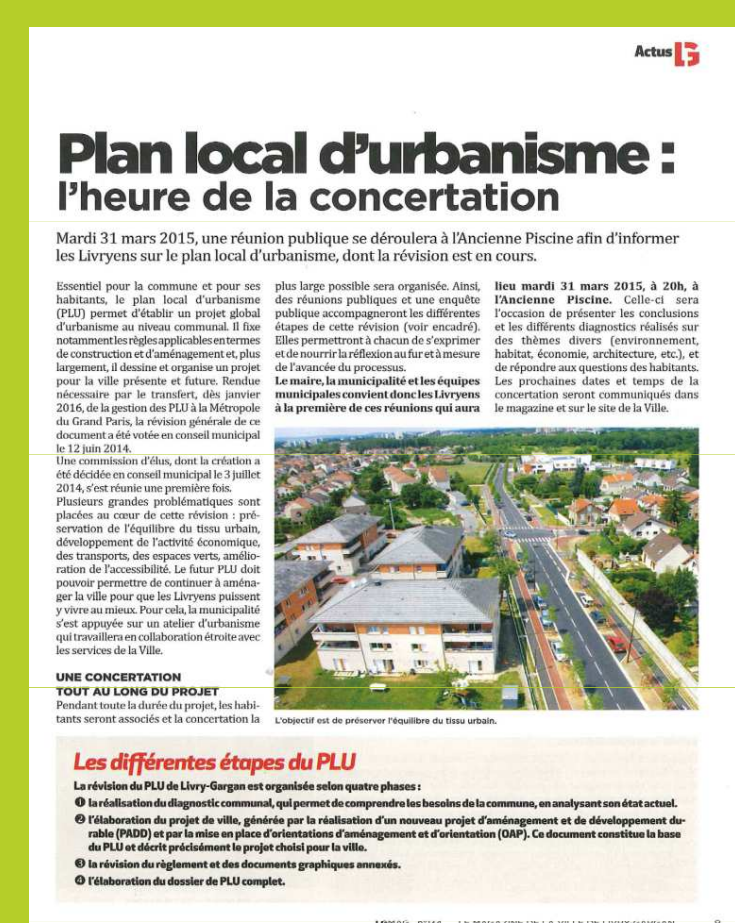 Actus LG
Plan local d'urbanisme :
l'heure de la concertation
Mardi 31 mars 2015, une réunion publique se déroulera à l'Ancienne Piscine afin d'informer
les Livryens sur le plan local d'urbanisme, dont la révision est en cours.
Essentiel pour la commune et pour ses
habitants, le plan local d'urbanisme
(PLU) permet d'établir un projet global
d'urbanisme au niveau communal. Il fixe
notamment les règles applicables en termes
de construction et d'aménagement et, plus
largement, il dessine et organise un projet
pour la ville présente et future. Rendue
nécessaire par le transfert, dès janvier
2016, de la gestion des PLU à la Métropole
du Grand Paris, la révision générale de ce
document a été votée en conseil municipal
le 12 juin 2014.
Une commission d'élus, dont la création a
été décidée en conseil municipal le 3 juillet
2014, s'est réunie une première fois.
Plusieurs grandes problématiques sont
placées au cœur de cette révision : pré-
servation de l'équilibre du tissu urbain,
développement de l'activité économique,
des transports, des espaces verts, amélio-
ration de l'accessibilité. Le futur PLU doit
pouvoir permettre de continuer à aména-
ger la ville pour que les Livryens puissent
y vivre au mieux. Pour cela, la municipalité
s'est appuyée sur un atelier d'urbanisme
qui travaillera en collaboration étroite avec
les services de la Ville.
UNE CONCERTATION
TOUT AU LONG DU PROJET
Pendant toute la durée du projet, les habi-
tants seront associés et la concertation la
plus large possible sera organisée. Ainsi,
des réunions publiques et une enquête
publique accompagneront les différentes
étapes de cette révision (voir encadré).
Elles permettront à chacun de s'exprimer
et de nourrir la réflexion au fur et à mesure
de l'avancée du processus.
Le maire, la municipalité et les équipes
municipales convient donc les Livryens
à la première de ces réunions qui aura
lieu mardi 31 mars 2015, à 20h, à
l'Ancienne Piscine. Celle-ci sera
l'occasion de présenter les conclusions
et les différents diagnostics réalisés sur
des thèmes divers (environnement,
habitat, économie, architecture, etc.), et
de répondre aux questions des habitants.
Les prochaines dates et temps de la
concertation seront communiqués dans
le magazine et sur le site de la Ville.
L'objectif est de préserver l'équilibre du tissu urbain.
Les différentes étapes du PLU
La révision du PLU de Livry-Gargan est organisée selon quatre phases :
❶ la réalisation du diagnostic communal, qui permet de comprendre les besoins de la commune, en analysant son état actuel.
❷ l'élaboration du projet de ville, générée par la réalisation d'un nouveau projet d'aménagement et de développement du-
rable (PADD) et par la mise en place d'orientations d'aménagement et d'orientation (OAP). Ce document constitue la base
du PLU et décrit précisément le projet choisi pour la ville.
❸ la révision du règlement et des documents graphiques annexés.
❹ l'élaboration du dossier de PLU complet.